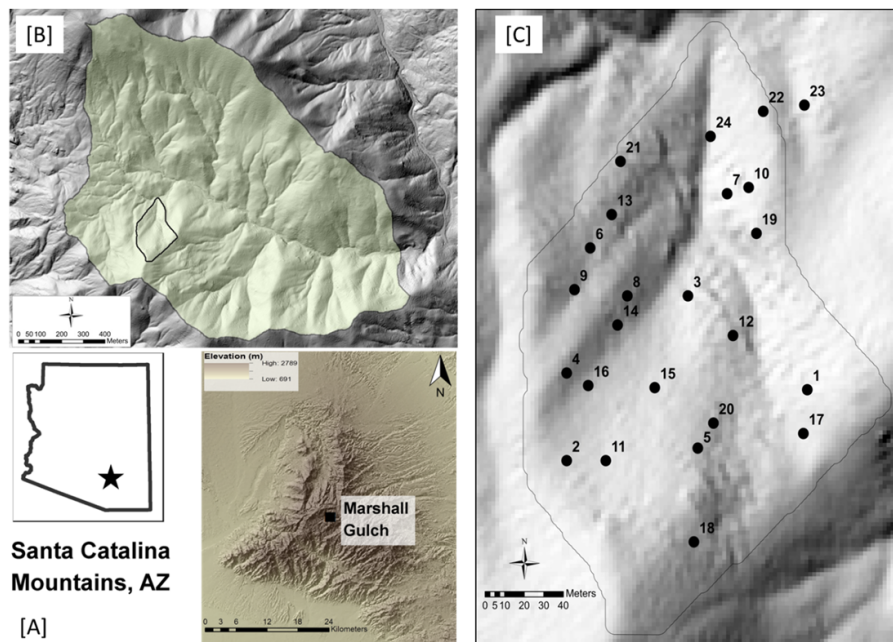 [B]
N
0 50 100 200 300 400
Meters
Santa Catalina
Mountains, AZ
[A]
Elevation (m)
High: 2789
Low: 691
N
Marshall
Gulch
0 3 6 12 18 24
Kilometers
[C]
23
22
24
21
10
7
13
19
6
9
8
3
14
12
4
16
15
1
20
17
5
2
11
18
N
Meters
0 5 10 20 30 40